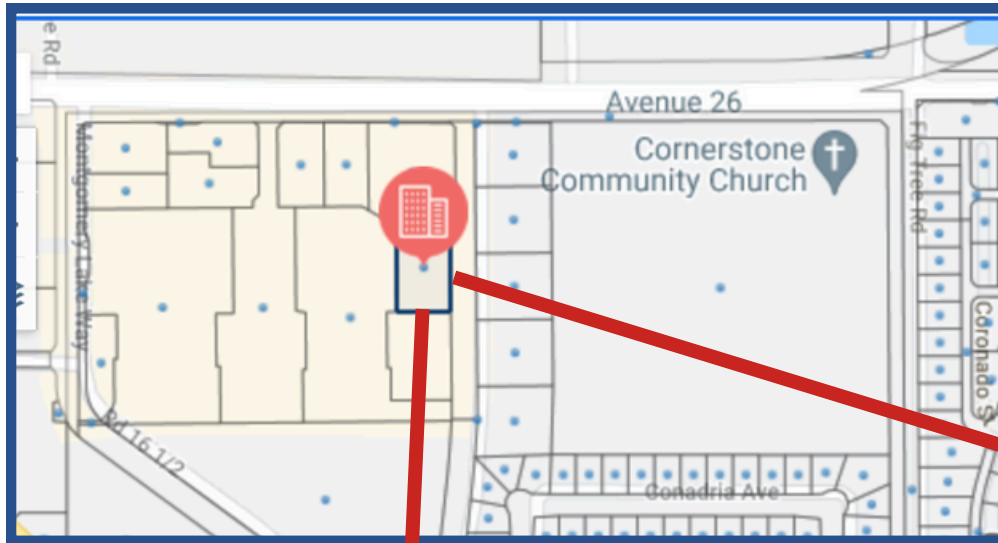 e Rd
Avenue 26
Cornerstone
Community Church
Montgomery Lake Way
Fig Tree Rd
Coronado St
Rd 16 1/2
Conadria Ave